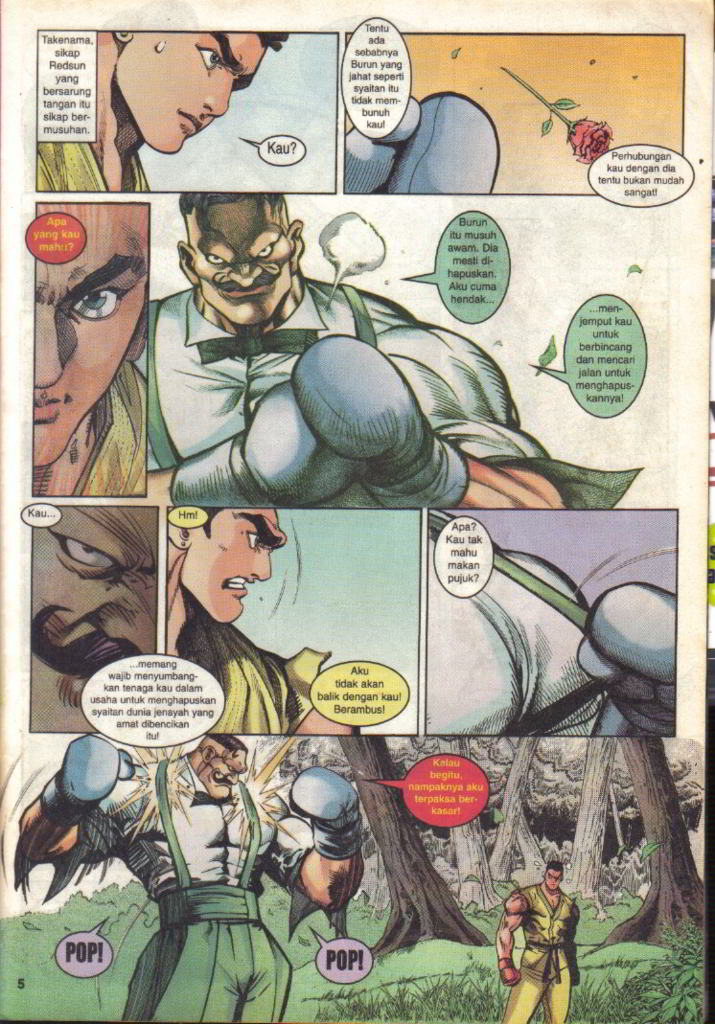 Takenama,
sikap
Redsun
yang
bersarung
tangan itu
sikap ber-
musuhan.
Kau?
Tentu
ada
sebabnya
Burun yang
jahat seperti
syaitan itu
tidak mem-
bunuh
kau!
Perhubungan
kau dengan dia
tentu bukan mudah
sangat!
Apa
yang kau
mahu?
Burun
itu musuh
awam. Dia
mesti di-
hapuskan.
Aku cuma
hendak...
...men-
jemput kau
untuk
berbincang
dan mencari
jalan untuk
menghapus-
kannya!
Kau...
...memang
wajib menyumbang-
kan tenaga kau dalam
usaha untuk menghapuskan
syaitan dunia jenayah yang
amat dibencikan
itu!
Hm!
Aku
tidak akan
balik dengan kau!
Berambus!
Apa?
Kau tak
mahu
makan
pujuk?
Kalau
begitu,
nampaknya aku
terpaksa ber-
kasar!
POP!
POP!
5